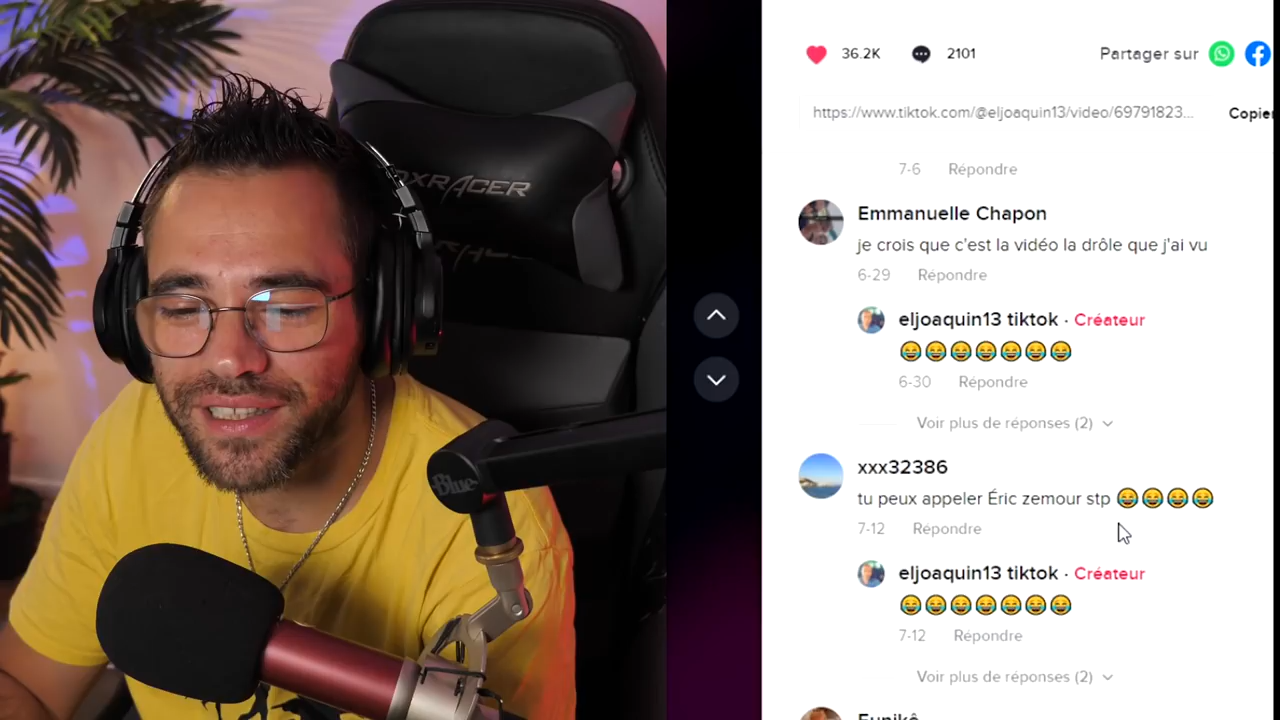 36.2K
2101
Partager sur
https://www.tiktok.com/@eljoaquin13/video/69791823...
Copier
7-6 Répondre
Emmanuelle Chapon
je crois que c'est la vidéo la drôle que j'ai vu
6-29 Répondre
eljoaquin13 tiktok · Créateur
😂😂😂😂😂😂😂
6-30 Répondre
Voir plus de réponses (2)
xxx32386
tu peux appeler Éric zemour stp 😂😂😂😂
7-12 Répondre
eljoaquin13 tiktok · Créateur
😂😂😂😂😂😂😂
7-12 Répondre
Voir plus de réponses (2)
DXRACER
Blue